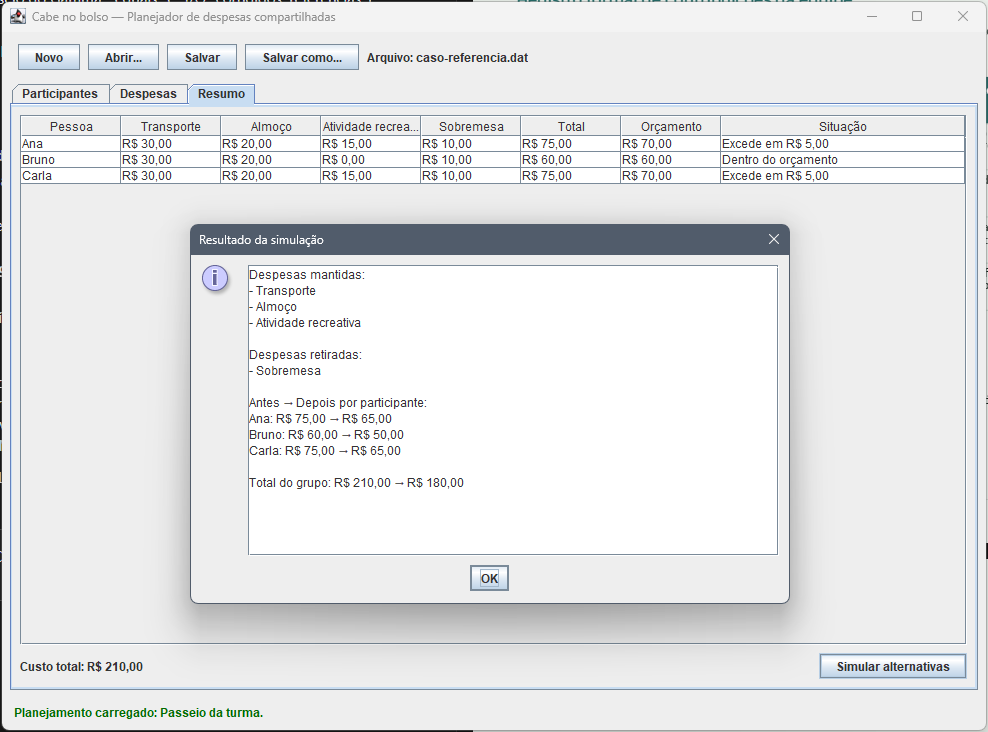 Cabe no bolso — Planejador de despesas compartilhadas
Novo Abrir... Salvar Salvar como... Arquivo: caso-referencia.dat
Participantes Despesas Resumo
Pessoa Transporte Almoço Atividade recrea... Sobremesa Total Orçamento Situação
Ana R$ 30,00 R$ 20,00 R$ 15,00 R$ 10,00 R$ 75,00 R$ 70,00 Excede em R$ 5,00
Bruno R$ 30,00 R$ 20,00 R$ 0,00 R$ 10,00 R$ 60,00 R$ 60,00 Dentro do orçamento
Carla R$ 30,00 R$ 20,00 R$ 15,00 R$ 10,00 R$ 75,00 R$ 70,00 Excede em R$ 5,00
Resultado da simulação
Despesas mantidas:
- Transporte
- Almoço
- Atividade recreativa
Despesas retiradas:
- Sobremesa
Antes → Depois por participante:
Ana: R$ 75,00 → R$ 65,00
Bruno: R$ 60,00 → R$ 50,00
Carla: R$ 75,00 → R$ 65,00
Total do grupo: R$ 210,00 → R$ 180,00
OK
Custo total: R$ 210,00 Simular alternativas
Planejamento carregado: Passeio da turma.